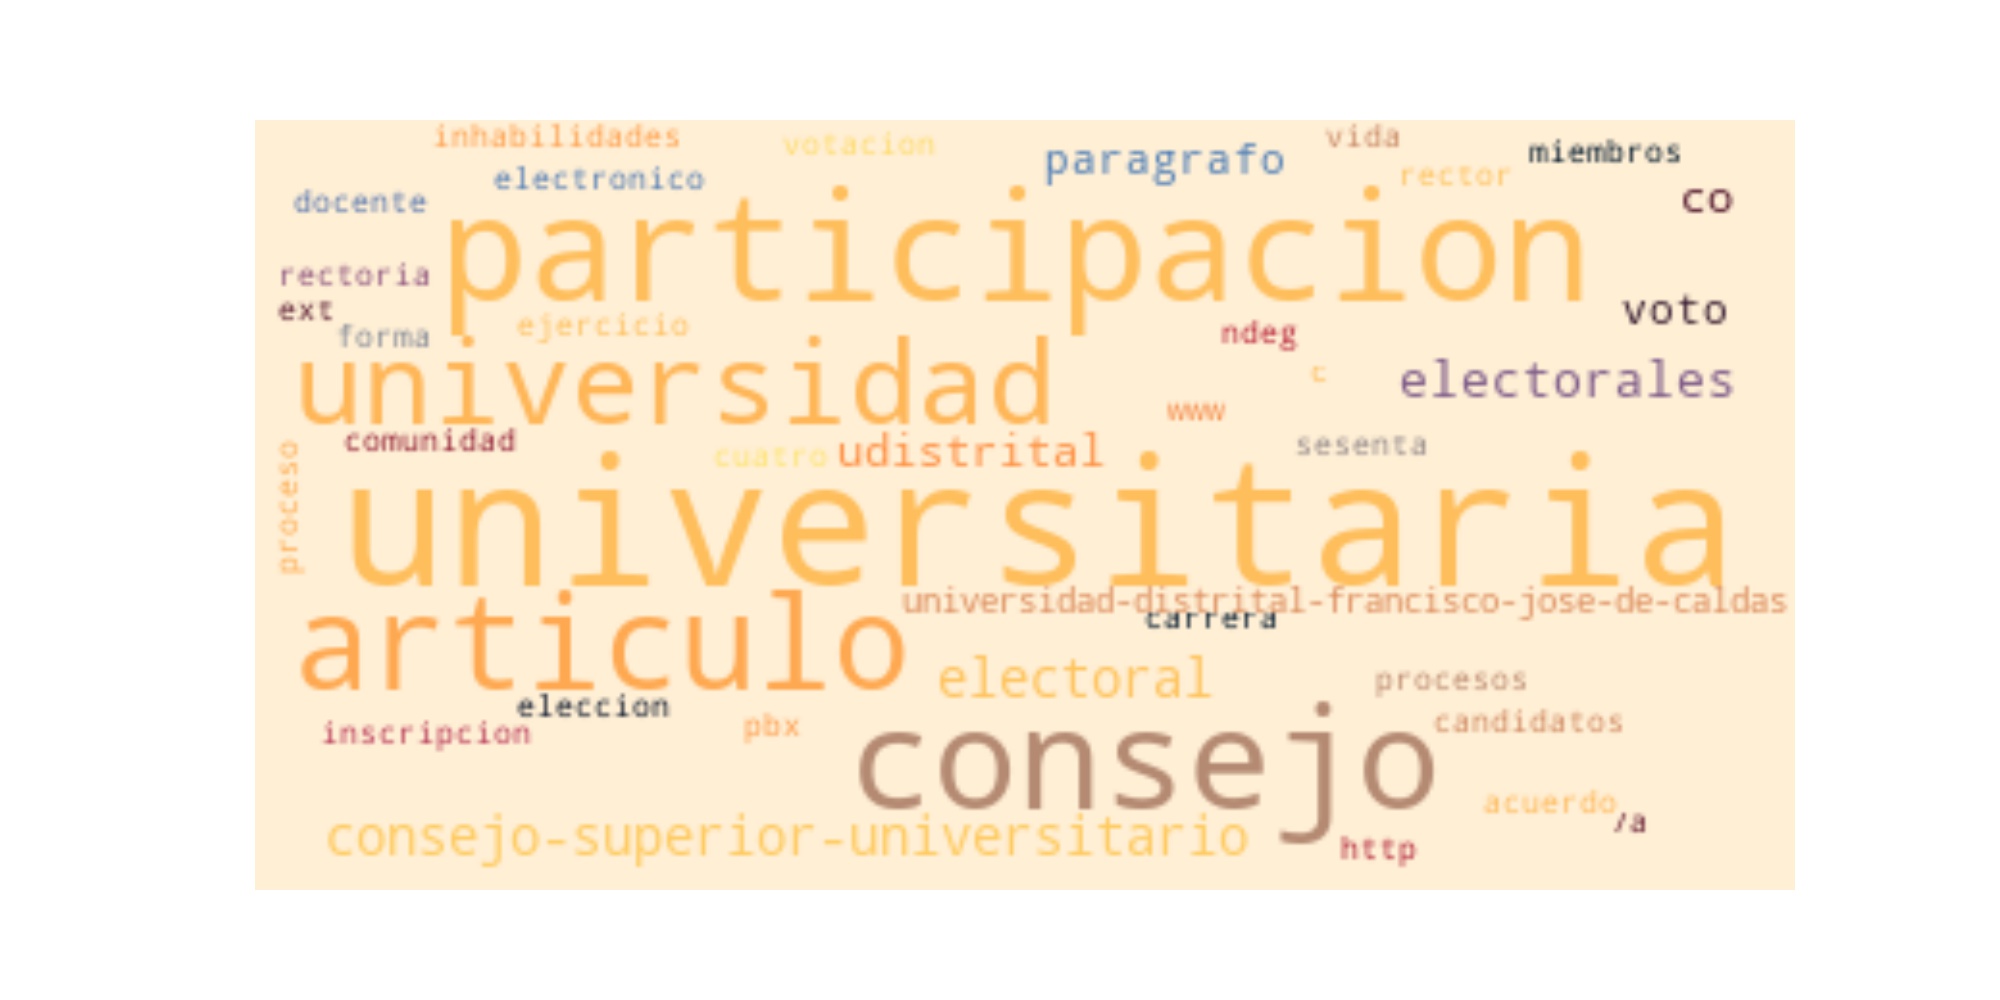 inhabilidades
votacion
paragrafo
vida
miembros
electronico
rector
docente
co
participacion
rectoria
ext
voto
forma
ejercicio
ndeg
universidad
c
electorales
www
comunidad
cuatro
udistrital
sesenta
proceso
universitaria
universidad-distrital-francisco-jose-de-caldas
carrera
articulo
electoral
procesos
eleccion
inscripcion
pbx
candidatos
consejo
acuerdo
/a
consejo-superior-universitario
http